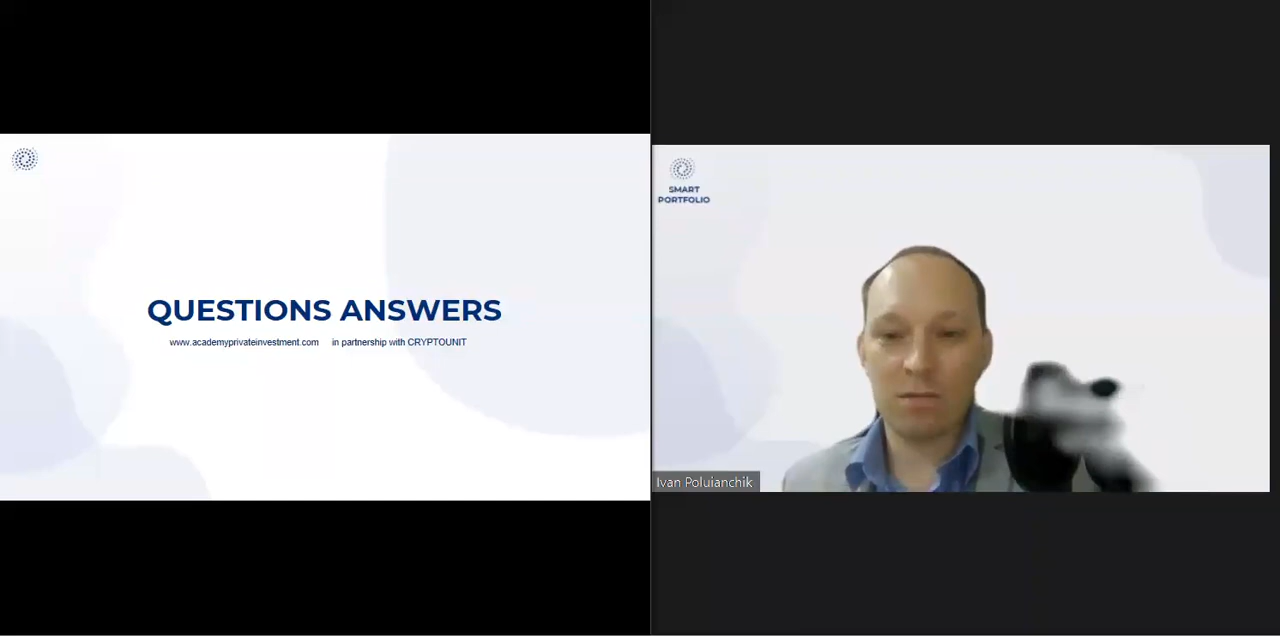 QUESTIONS ANSWERS
www.academyprivateinvestment.com in partnership with CRYPTOUNIT
SMART
PORTFOLIO
Ivan Poluianchik